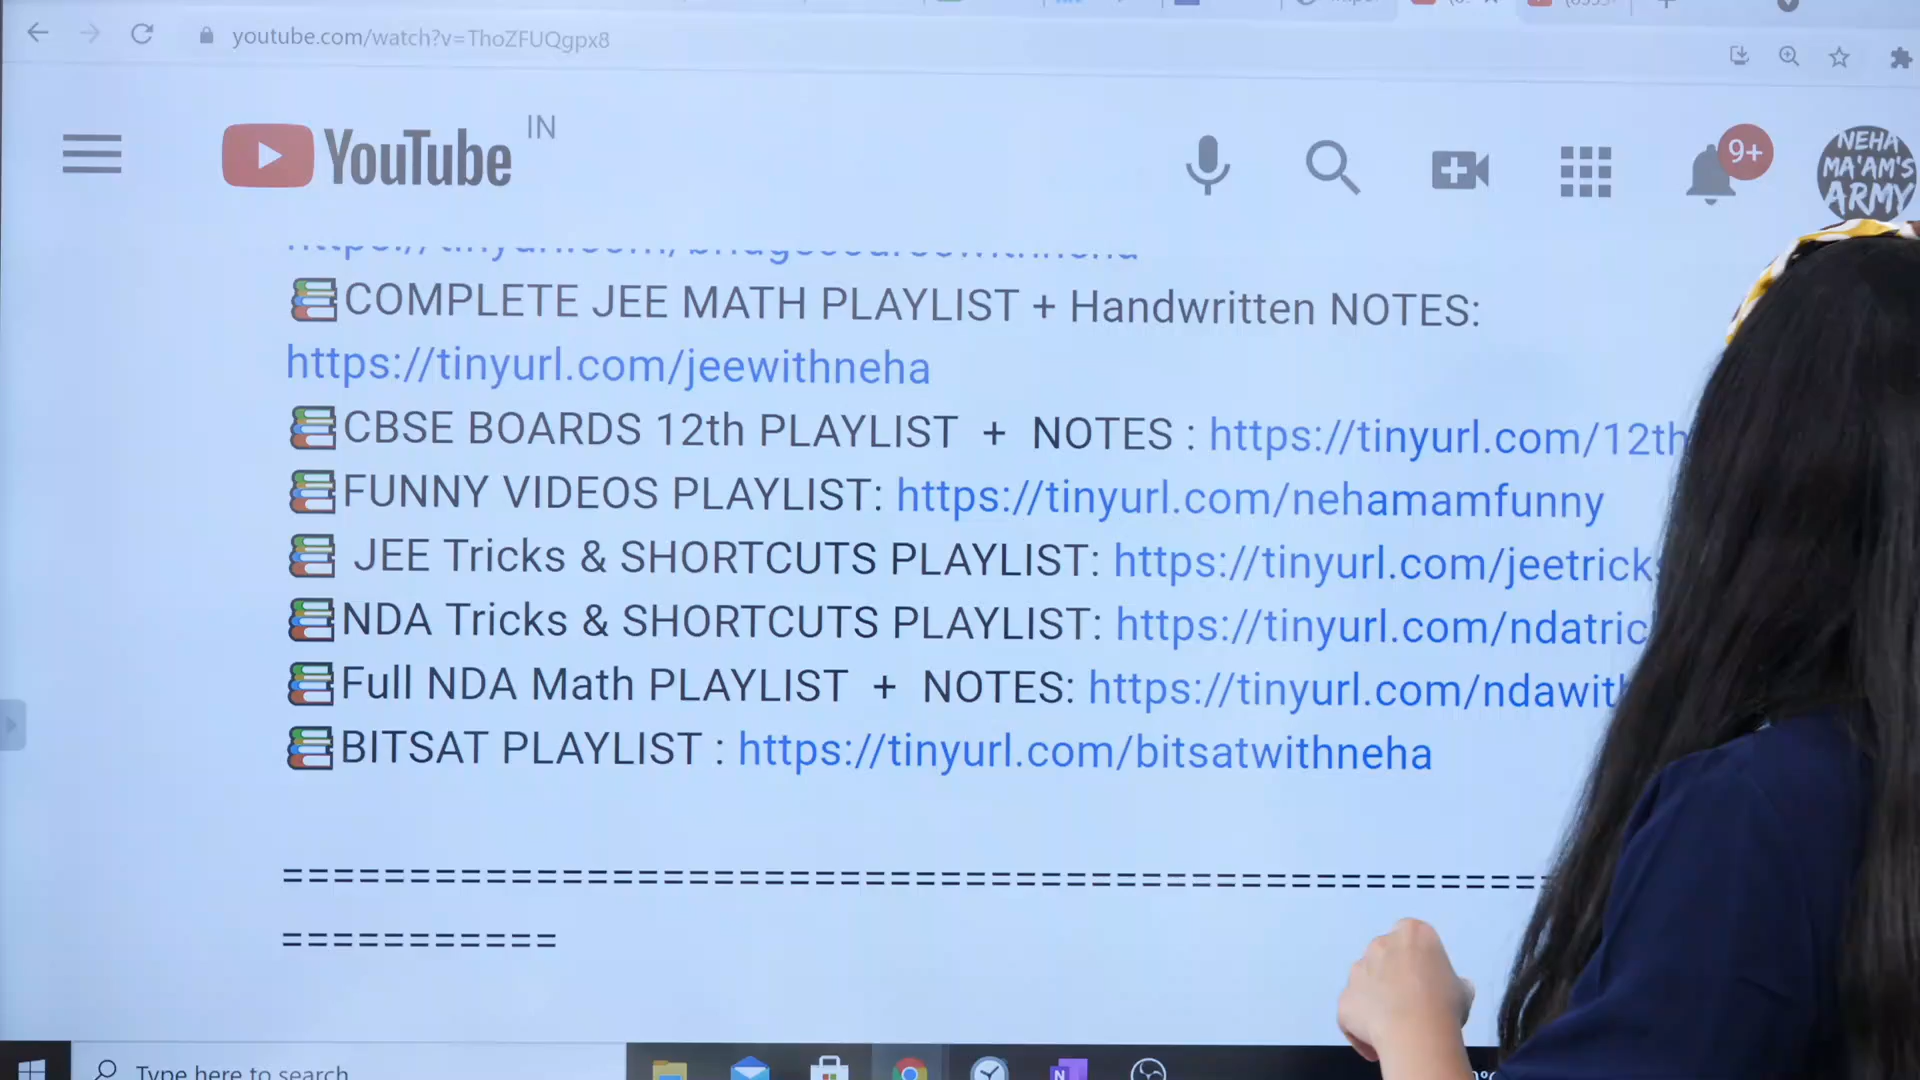 youtube.com/watch?v=ThoZFUQgpx8
YouTube IN
9+
NEHA
MA'AM'S
ARMY
COMPLETE JEE MATH PLAYLIST + Handwritten NOTES:
https://tinyurl.com/jeewithneha
CBSE BOARDS 12th PLAYLIST + NOTES : https://tinyurl.com/12th
FUNNY VIDEOS PLAYLIST: https://tinyurl.com/nehamamfunny
JEE Tricks & SHORTCUTS PLAYLIST: https://tinyurl.com/jeetrick
NDA Tricks & SHORTCUTS PLAYLIST: https://tinyurl.com/ndatric
Full NDA Math PLAYLIST + NOTES: https://tinyurl.com/ndawit
BITSAT PLAYLIST : https://tinyurl.com/bitsatwithneha
==================================================
===========
Type here to search